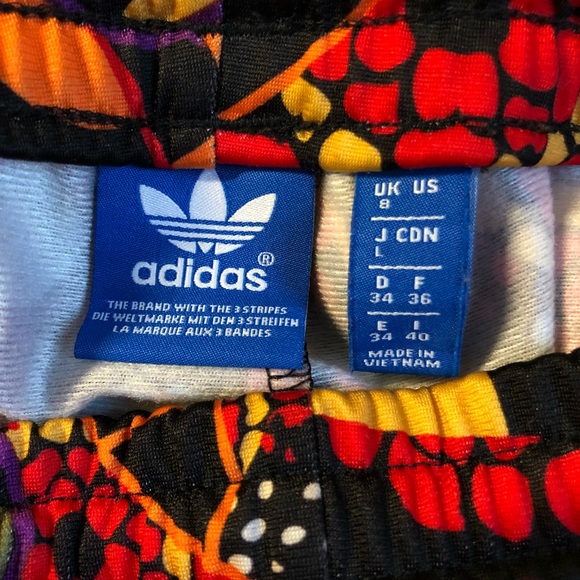 adidas®
THE BRAND WITH THE 3 STRIPES
DIE WELTMARKE MIT DEN 3 STREIFEN
LA MARQUE AUX 3 BANDES
UK US
8
J CDN
L
D F
34 36
E I
34 40
MADE IN
VIETNAM